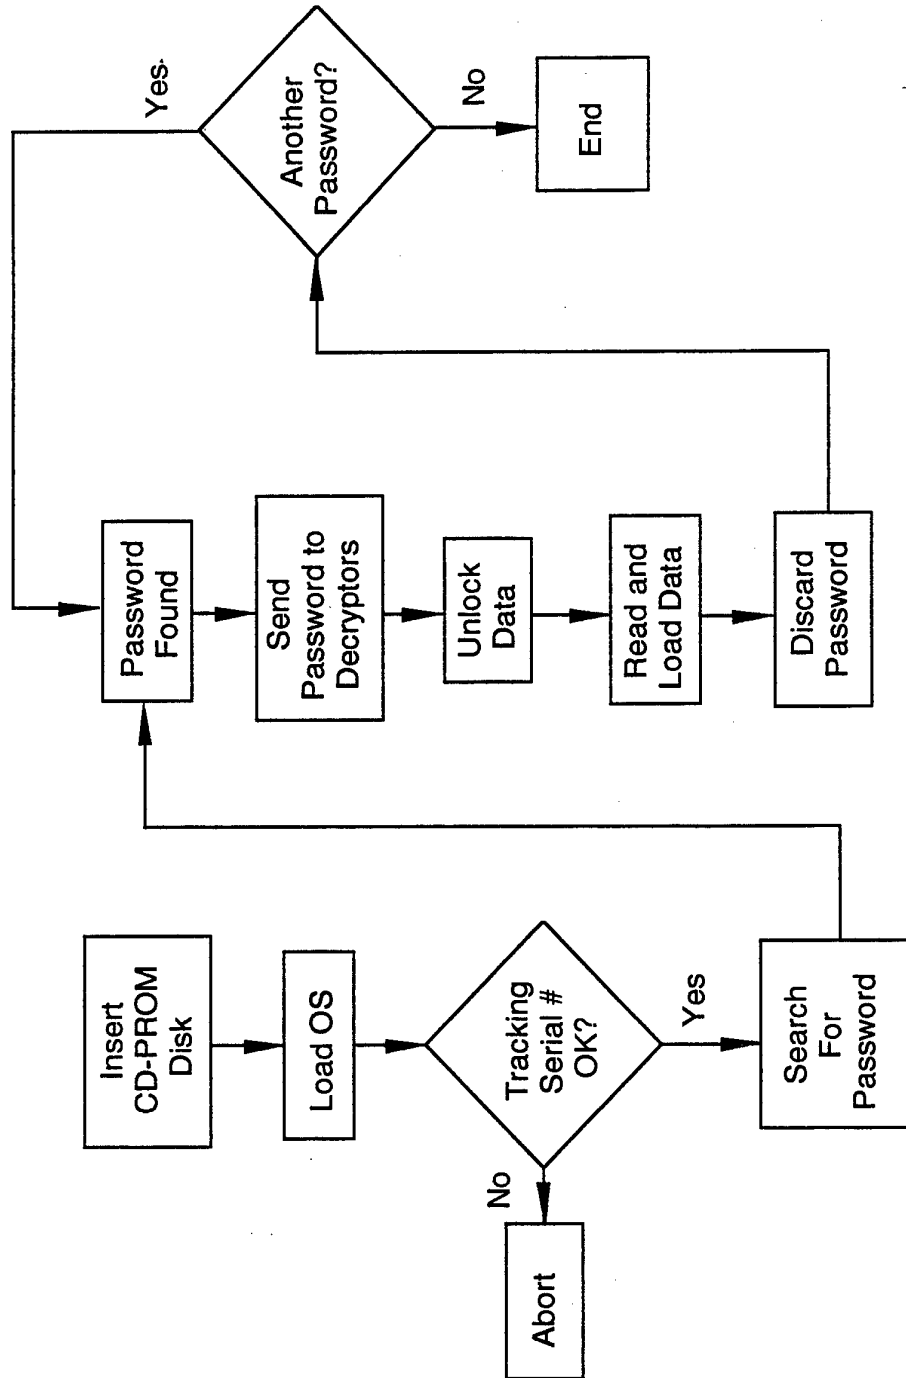 Insert
CD-PROM
Disk
Load OS
Tracking
Serial #
OK?
No
Abort
Yes
Search
For
Password
Password
Found
Send
Password to
Decryptors
Unlock
Data
Read and
Load Data
Discard
Password
Another
Password?
Yes
No
End